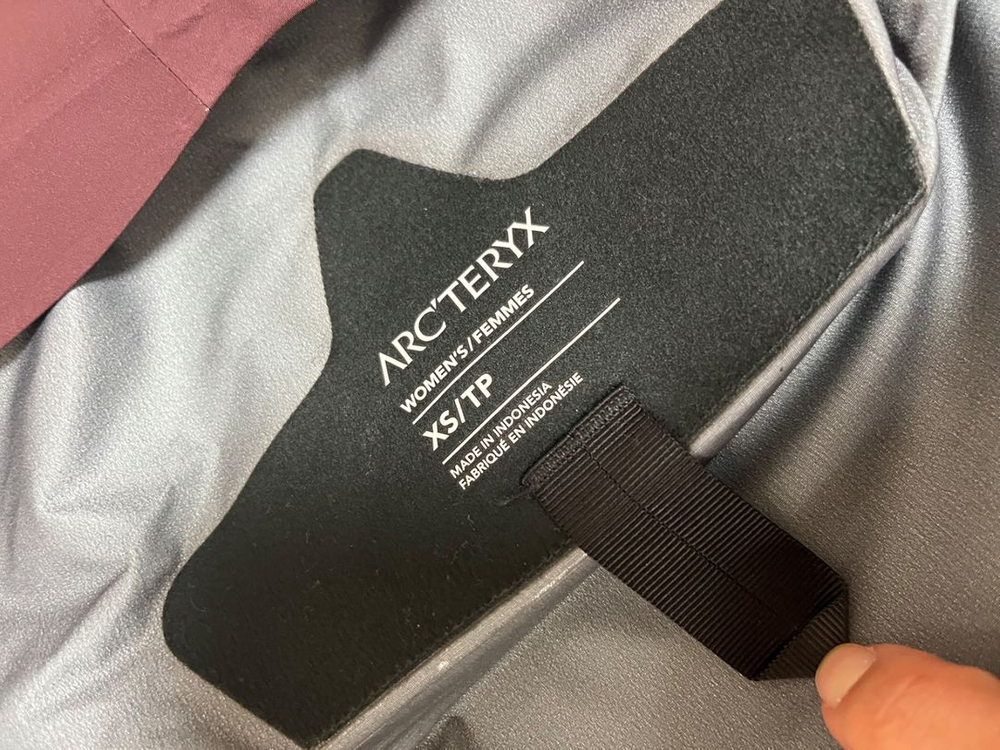 ARC'TERYX
WOMEN'S/FEMMES
XS/TP
MADE IN INDONESIA
FABRIQUÉ EN INDONÉSIE